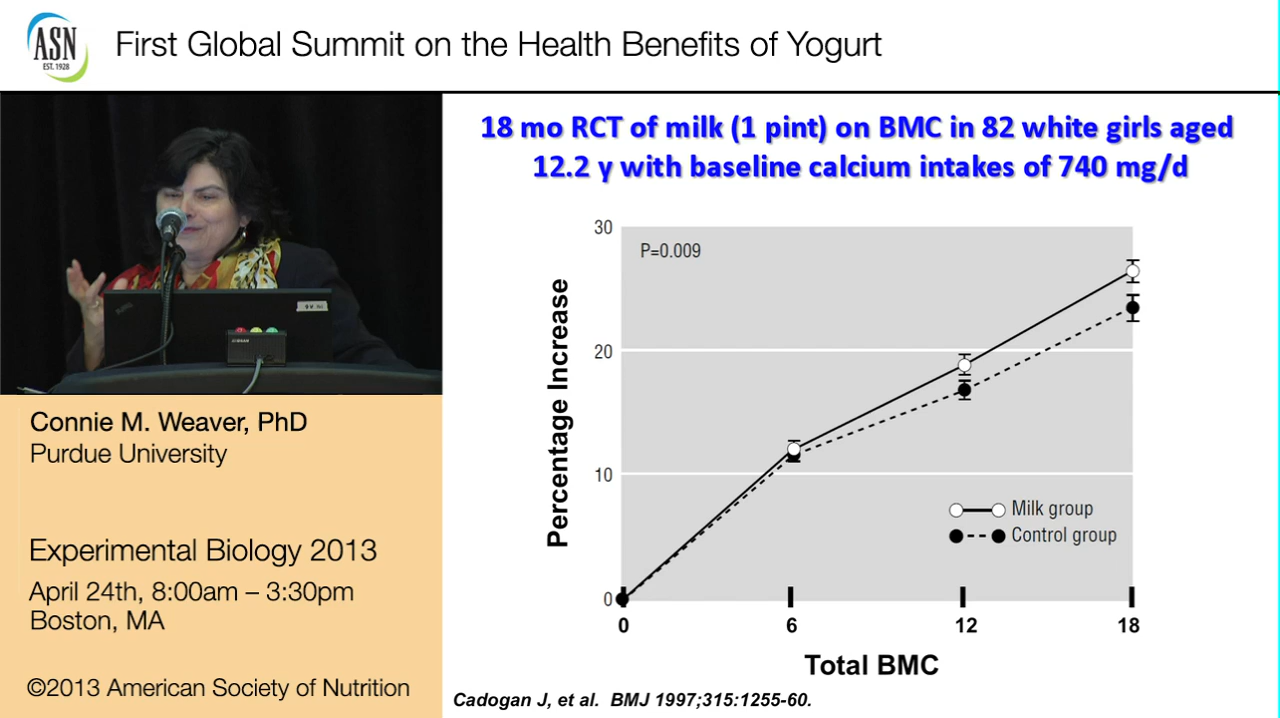 ASN
EST. 1928
First Global Summit on the Health Benefits of Yogurt
18 mo RCT of milk (1 pint) on BMC in 82 white girls aged
12.2 y with baseline calcium intakes of 740 mg/d
30
P=0.009
20
10
0
Percentage Increase
Milk group
Control group
0 6 12 18
Total BMC
Cadogan J, et al. BMJ 1997;315:1255-60.
Connie M. Weaver, PhD
Purdue University
Experimental Biology 2013
April 24th, 8:00am – 3:30pm
Boston, MA
©2013 American Society of Nutrition